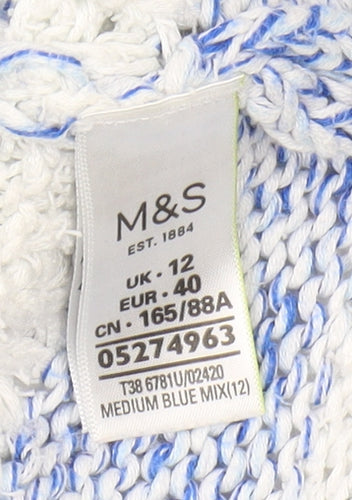 M&S
EST. 1884
UK · 12
EUR · 40
CN · 165/88A
05274963
T38 6781U/02420
MEDIUM BLUE MIX(12)